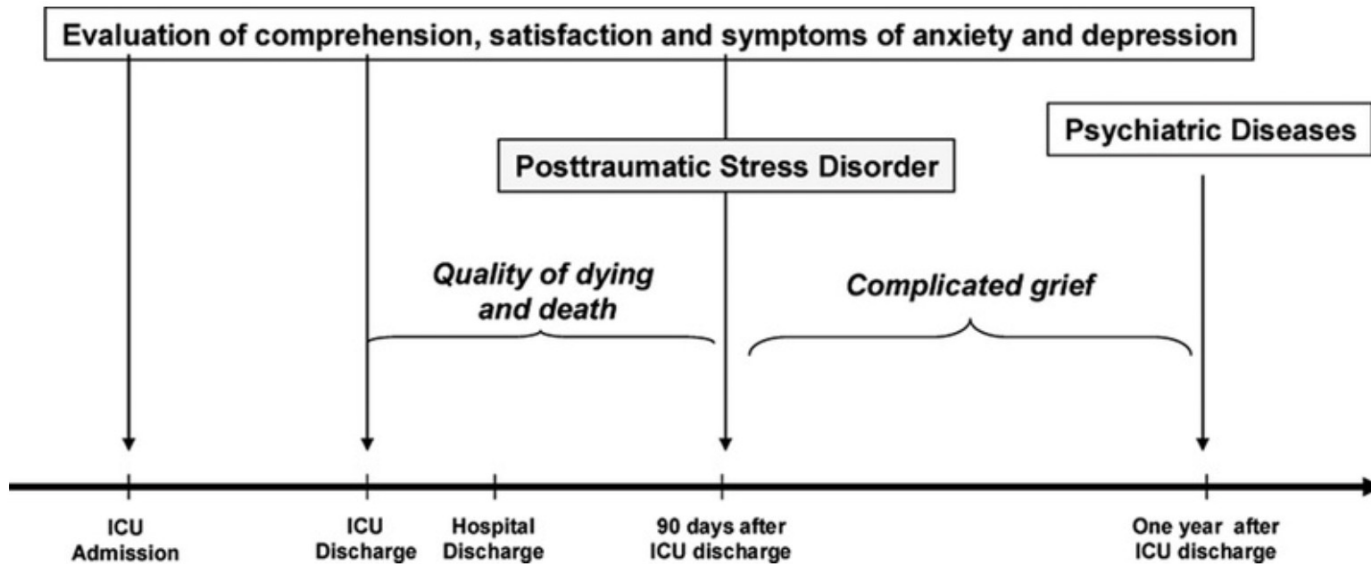 Evaluation of comprehension, satisfaction and symptoms of anxiety and depression
Psychiatric Diseases
Posttraumatic Stress Disorder
Quality of dying
and death
Complicated grief
ICU
Admission
ICU
Discharge
Hospital
Discharge
90 days after
ICU discharge
One year after
ICU discharge